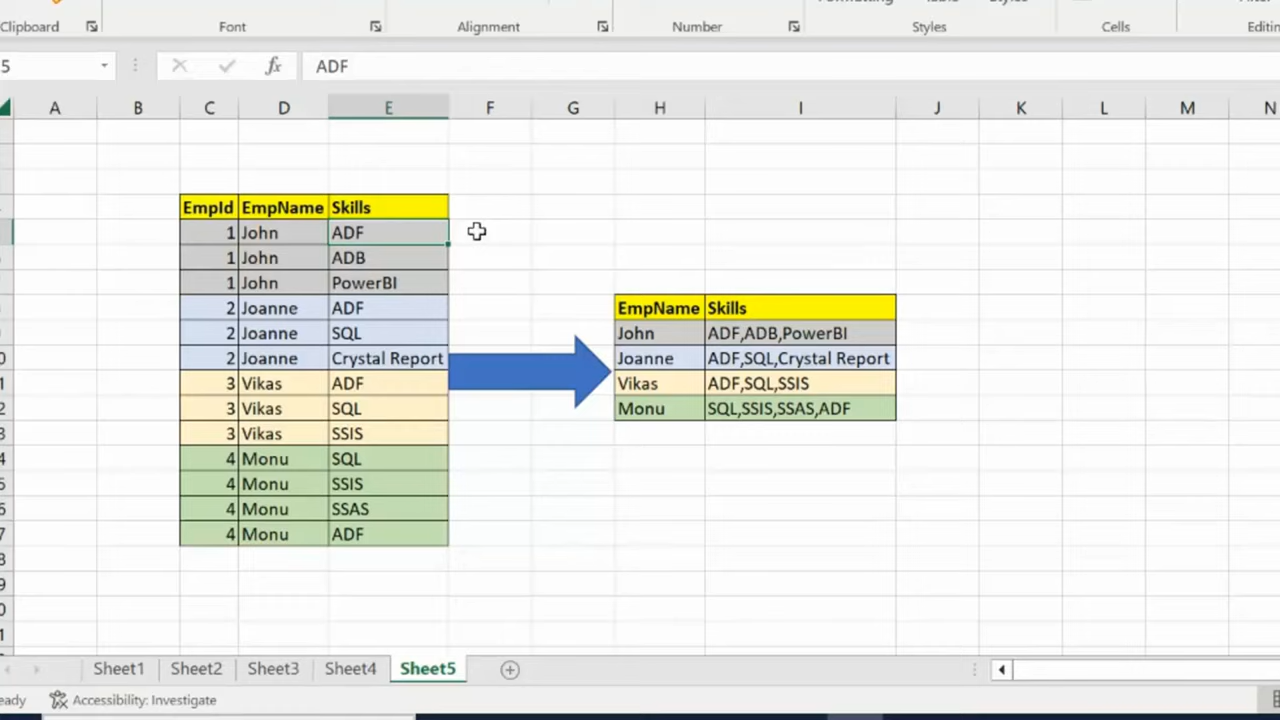 Clipboard Font Alignment Number Styles Cells
5 fx ADF
A B C D E F G H I J K L M N
EmpId EmpName Skills
1 John ADF
1 John ADB
1 John PowerBI
2 Joanne ADF EmpName Skills
2 Joanne SQL John ADF,ADB,PowerBI
2 Joanne Crystal Report Joanne ADF,SQL,Crystal Report
3 Vikas ADF Vikas ADF,SQL,SSIS
3 Vikas SQL Monu SQL,SSIS,SSAS,ADF
3 Vikas SSIS
4 Monu SQL
4 Monu SSIS
4 Monu SSAS
4 Monu ADF
Sheet1 Sheet2 Sheet3 Sheet4 Sheet5
eady Accessibility: Investigate